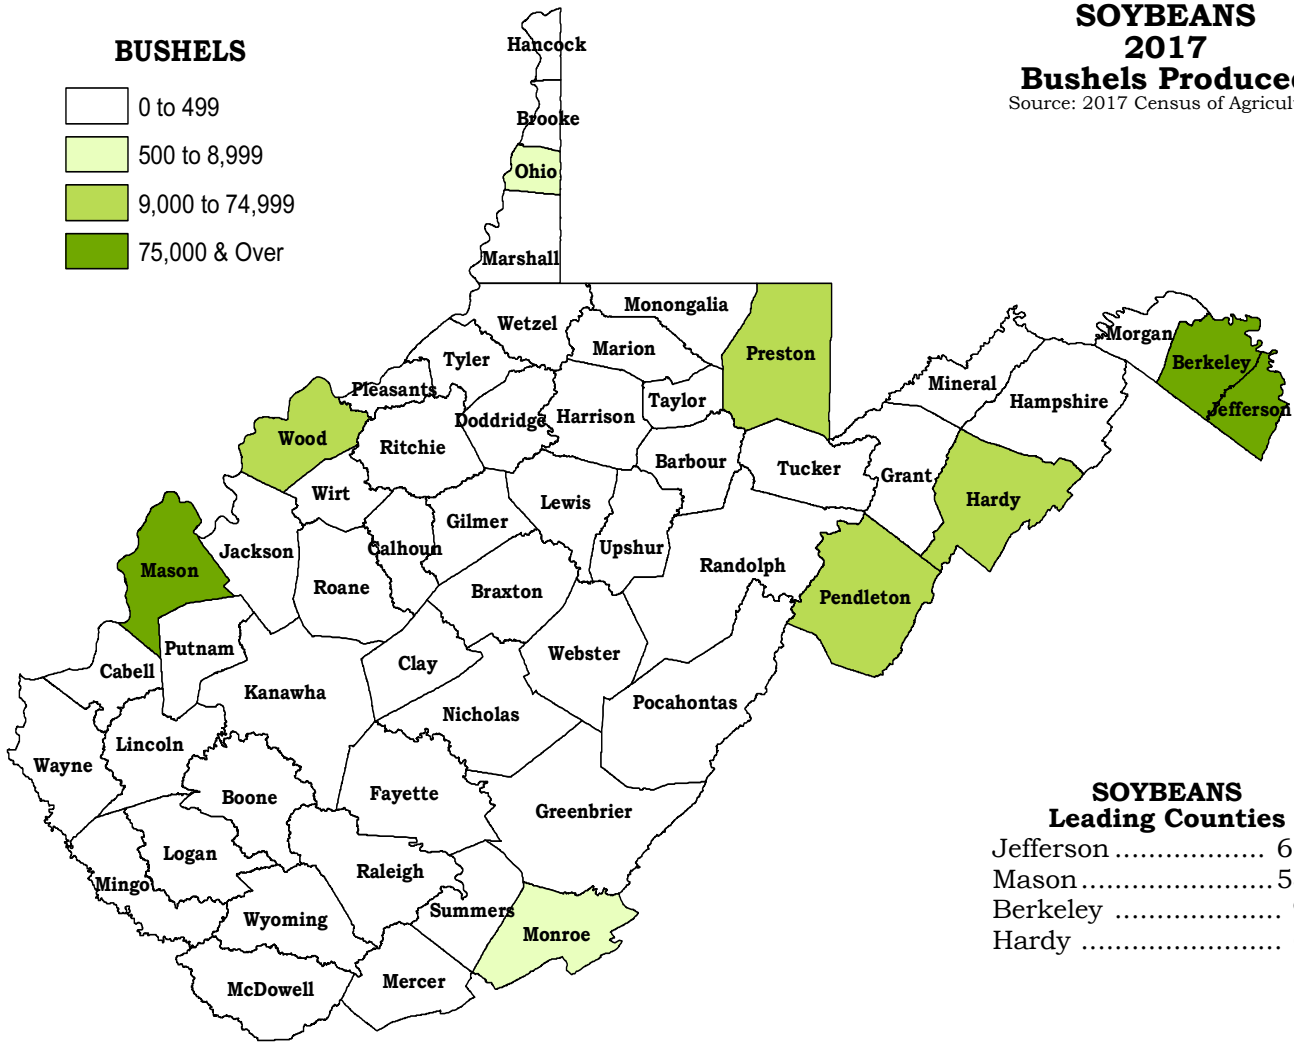 SOYBEANS
2017
Bushels Produce
Source: 2017 Census of Agricul
BUSHELS
0 to 499
500 to 8,999
9,000 to 74,999
75,000 & Over
Hancock
Brooke
Ohio
Marshall
Wetzel
Monongalia
Marion
Preston
Tyler
Pleasants
Doddridge
Harrison
Taylor
Mineral
Hampshire
Morgan
Berkeley
Jefferson
Wood
Ritchie
Barbour
Tucker
Grant
Hardy
Wirt
Lewis
Gilmer
Calhoun
Upshur
Jackson
Mason
Roane
Braxton
Randolph
Pendleton
Putnam
Clay
Webster
Cabell
Kanawha
Nicholas
Pocahontas
Lincoln
Wayne
Boone
Fayette
Greenbrier
Logan
Mingo
Raleigh
Wyoming
Summers
Monroe
McDowell
Mercer
SOYBEANS
Leading Counties
Jefferson .................. 6
Mason.......................5
Berkeley ....................
Hardy ........................